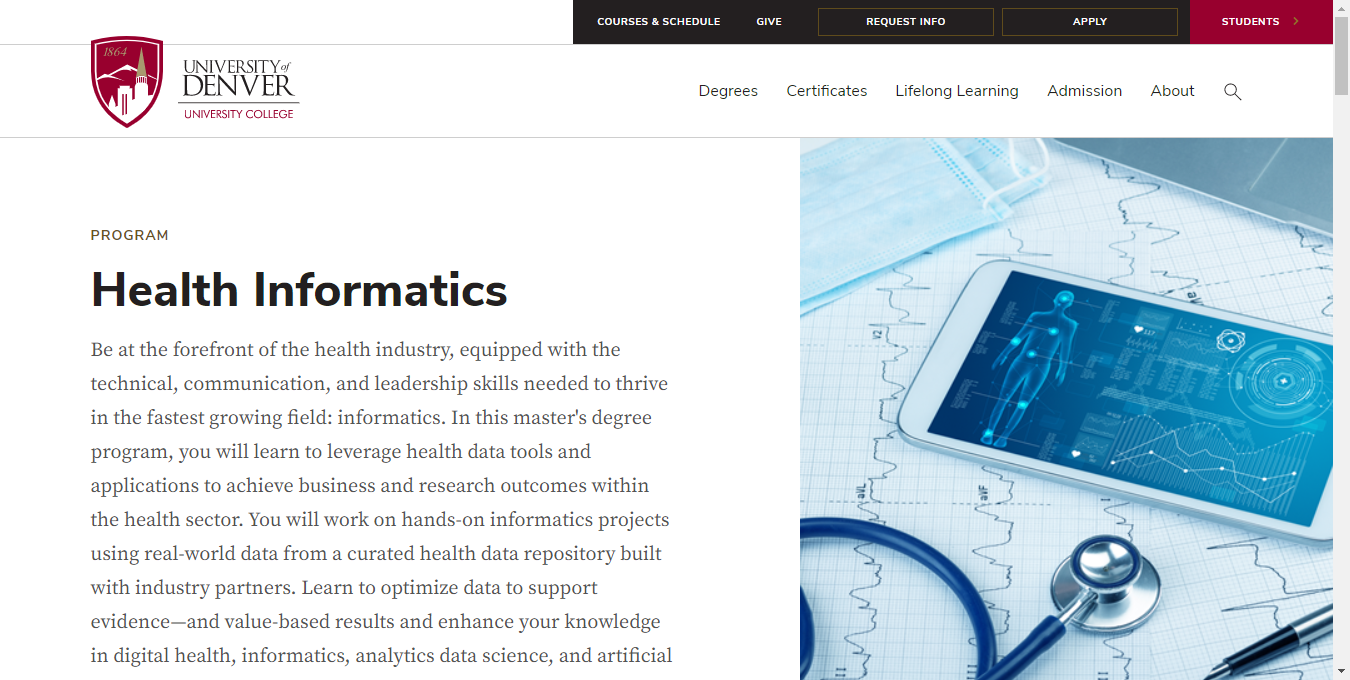 COURSES & SCHEDULE GIVE REQUEST INFO APPLY STUDENTS
1864
UNIVERSITY of
DENVER
UNIVERSITY COLLEGE
Degrees Certificates Lifelong Learning Admission About
PROGRAM
Health Informatics
Be at the forefront of the health industry, equipped with the
technical, communication, and leadership skills needed to thrive
in the fastest growing field: informatics. In this master's degree
program, you will learn to leverage health data tools and
applications to achieve business and research outcomes within
the health sector. You will work on hands-on informatics projects
using real-world data from a curated health data repository built
with industry partners. Learn to optimize data to support
evidence—and value-based results and enhance your knowledge
in digital health, informatics, analytics data science, and artificial
V2
aVL
aVF
117